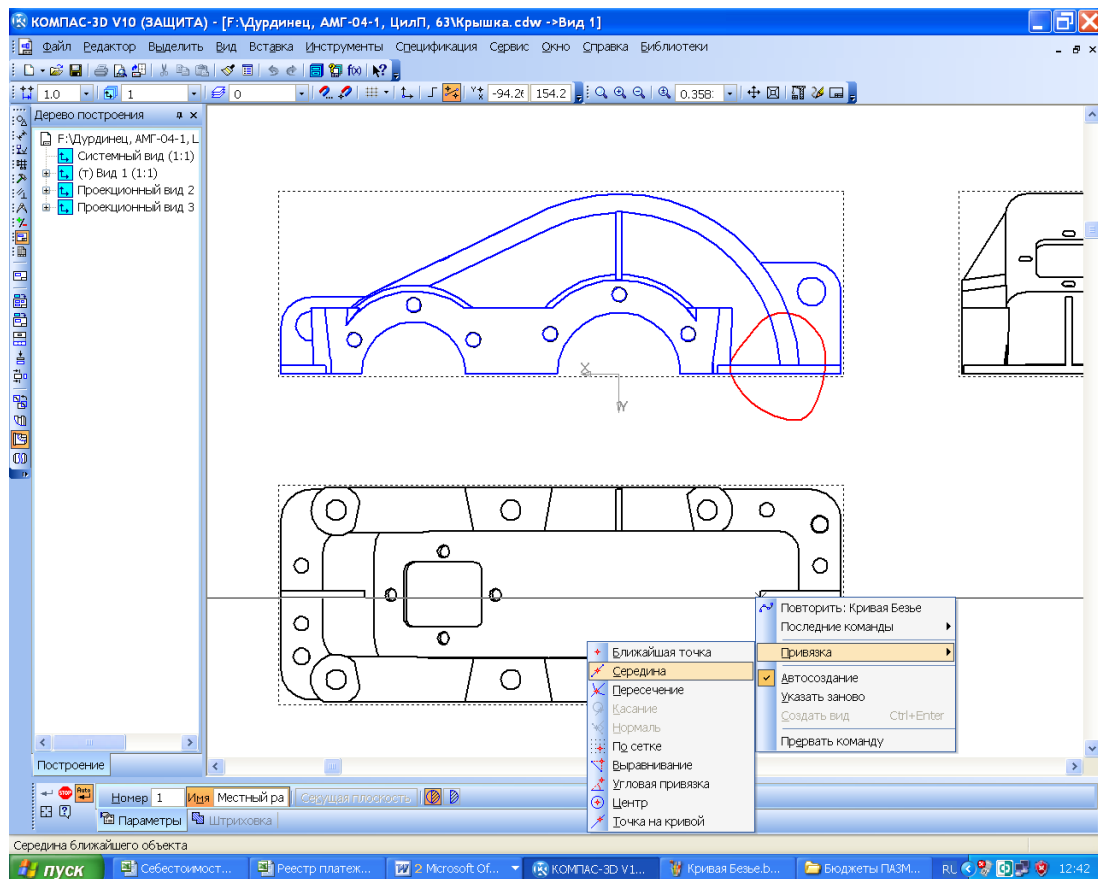 КОМПАС-3D V10 (ЗАЩИТА) - [F:\Дурдинец, АМГ-04-1, ЦилП, 63\Крышка.cdw ->Вид 1]
Файл Редактор Выделить Вид Вставка Инструменты Спецификация Сервис Окно Справка Библиотеки
1.0 1 0 -94.26 154.2 0.358:
Дерево построения
F:\Дурдинец, АМГ-04-1, L
Системный вид (1:1)
(т) Вид 1 (1:1)
Проекционный вид 2
Проекционный вид 3
X
Y
Повторить: Кривая Безье
Последние команды
Привязка
Автосоздание
Указать заново
Создать вид Ctrl+Enter
Прервать команду
Ближайшая точка
Середина
Пересечение
Касание
Нормаль
По сетке
Выравнивание
Угловая привязка
Центр
Точка на кривой
Построение
STOP Auto Номер 1 Имя Местный ра Секущая плоскость
Параметры Штриховка
Середина ближайшего объекта
пуск Себестоимост... Реестр платеж... 2 Microsoft Of... КОМПАС-3D V1... Кривая Безье.b... Бюджеты ПАЗМ... RL 12:42